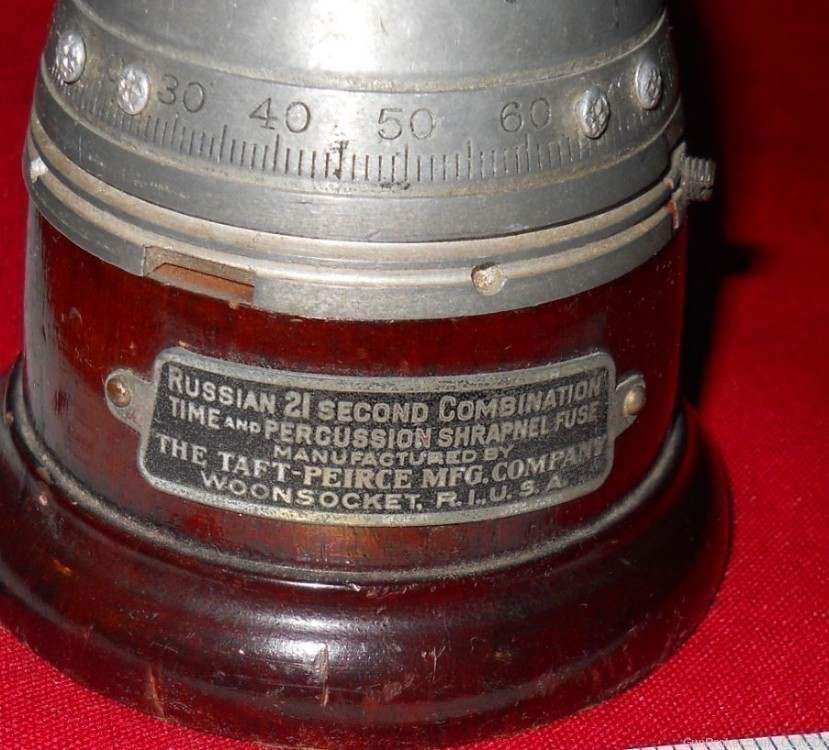 30 40 50 60
RUSSIAN 21 SECOND COMBINATION
TIME AND PERCUSSION SHRAPNEL FUSE
MANUFACTURED BY
THE TAFT-PEIRCE MFG. COMPANY
WOONSOCKET, R.I., U.S.A.